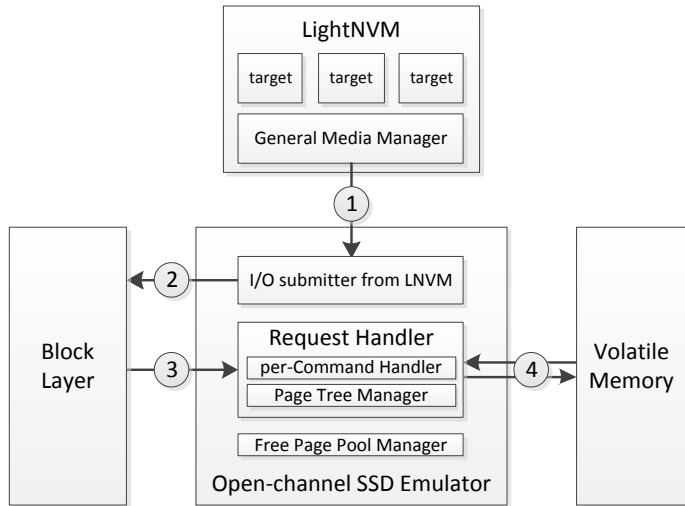 LightNVM
target
target
target
General Media Manager
1
I/O submitter from LNVM
2
Block
Layer
3
Request Handler
per-Command Handler
Page Tree Manager
4
Volatile
Memory
Free Page Pool Manager
Open-channel SSD Emulator